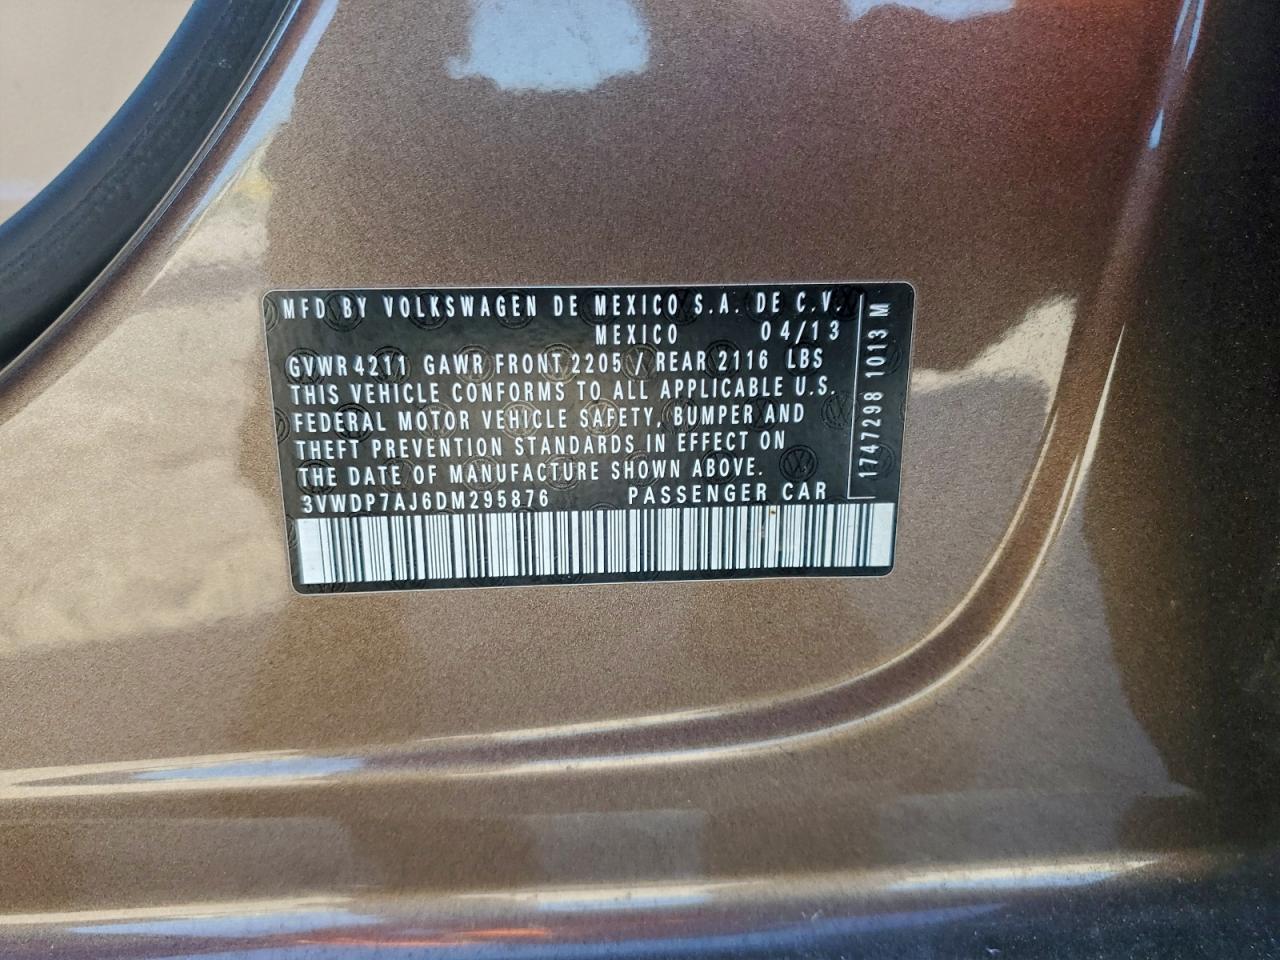 MFD BY VOLKSWAGEN DE MEXICO S.A. DE C.V.
MEXICO 04/13
GVWR 4211 GAWR FRONT 2205 / REAR 2116 LBS
THIS VEHICLE CONFORMS TO ALL APPLICABLE U.S.
FEDERAL MOTOR VEHICLE SAFETY, BUMPER AND
THEFT PREVENTION STANDARDS IN EFFECT ON
THE DATE OF MANUFACTURE SHOWN ABOVE.
3VWDP7AJ6DM295876 PASSENGER CAR
1747298 1013 M